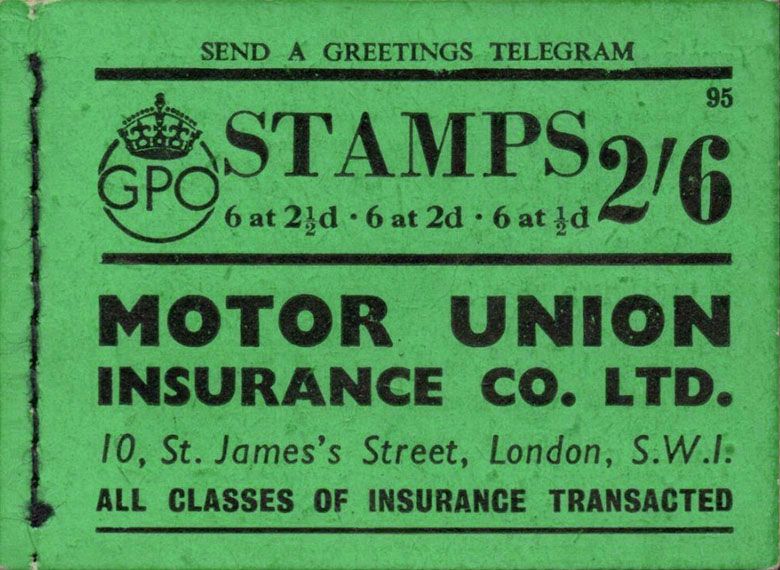 SEND A GREETINGS TELEGRAM
95
GPO
STAMPS 2/6
6 at 2½d · 6 at 2d · 6 at ½d
MOTOR UNION
INSURANCE CO. LTD.
10, St. James's Street, London, S.W.1.
ALL CLASSES OF INSURANCE TRANSACTED